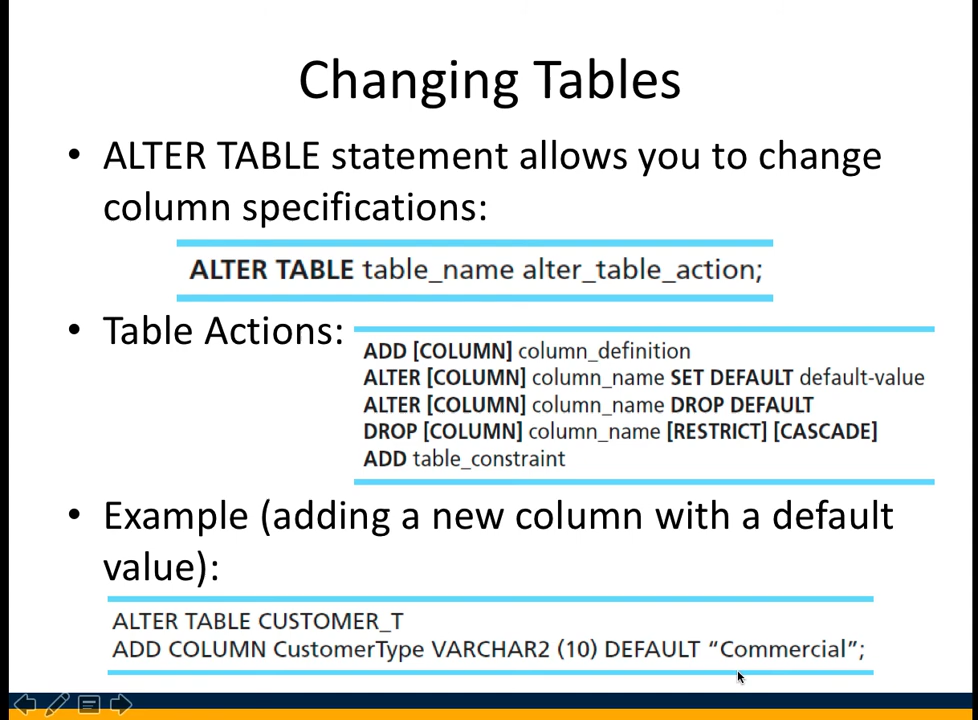 Changing Tables
• ALTER TABLE statement allows you to change
column specifications:
ALTER TABLE table_name alter_table_action;
• Table Actions:
ADD [COLUMN] column_definition
ALTER [COLUMN] column_name SET DEFAULT default-value
ALTER [COLUMN] column_name DROP DEFAULT
DROP [COLUMN] column_name [RESTRICT] [CASCADE]
ADD table_constraint
• Example (adding a new column with a default
value):
ALTER TABLE CUSTOMER_T
ADD COLUMN CustomerType VARCHAR2 (10) DEFAULT “Commercial”;